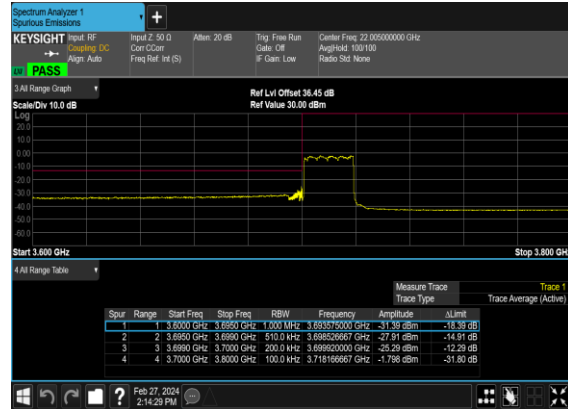 Spectrum Analyzer 1
Spurious Emissions
KEYSIGHT Input: RF Input Z: 50 Ω Atten: 20 dB Trig: Free Run Center Freq: 22.005000000 GHz
Coupling: DC Corr CCorr Gate: Off Avg|Hold: 100/100
Align: Auto Freq Ref: Int (S) IF Gain: Low Radio Std: None
LXI PASS
3 All Range Graph
Ref Lvl Offset 36.45 dB
Scale/Div 10.0 dB Ref Value 30.00 dBm
Log
20.0
10.0
0.00
-10.0
-20.0
-30.0
-40.0
-50.0
-60.0
Start 3.600 GHz Stop 3.800 GHz
4 All Range Table
Measure Trace Trace 1
Trace Type Trace Average (Active)
Spur Range Start Freq Stop Freq RBW Frequency Amplitude ΔLimit
1 1 3.6000 GHz 3.6950 GHz 1.000 MHz 3.693575000 GHz -31.39 dBm -18.39 dB
2 2 3.6950 GHz 3.6990 GHz 510.0 kHz 3.698526667 GHz -27.91 dBm -14.91 dB
3 3 3.6990 GHz 3.7000 GHz 200.0 kHz 3.699920000 GHz -25.29 dBm -12.29 dB
4 4 3.7000 GHz 3.8000 GHz 100.0 kHz 3.718166667 GHz -1.798 dBm -31.80 dB
Feb 27, 2024
2:14:29 PM